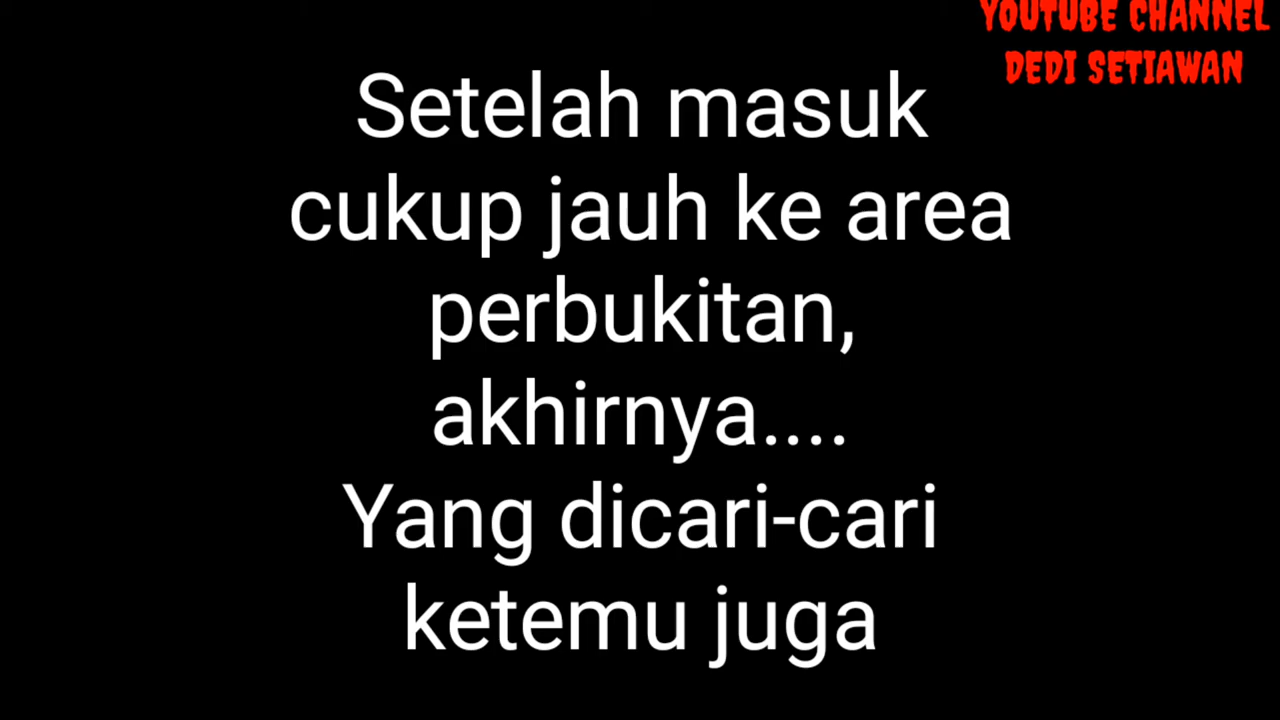 YOUTUBE CHANNEL
DEDI SETIAWAN
Setelah masuk
cukup jauh ke area
perbukitan,
akhirnya....
Yang dicari-cari
ketemu juga